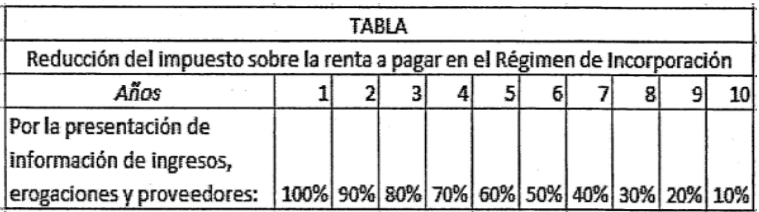 TABLA
Reducción del impuesto sobre la renta a pagar en el Régimen de Incorporación
Años 1 2 3 4 5 6 7 8 9 10
Por la presentación de
información de ingresos,
erogaciones y proveedores: 100% 90% 80% 70% 60% 50% 40% 30% 20% 10%